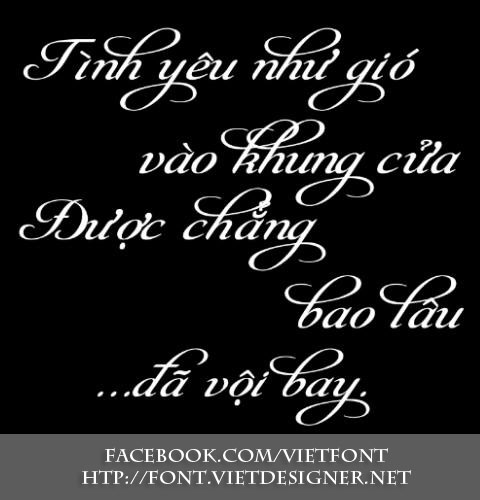 Tình yêu như gió
vào khung cửa
Được chẳng
bao lâu
...đã vội bay.
FACEBOOK.COM/VIETFONT
HTP://FONT.VIETDESIGNER.NET